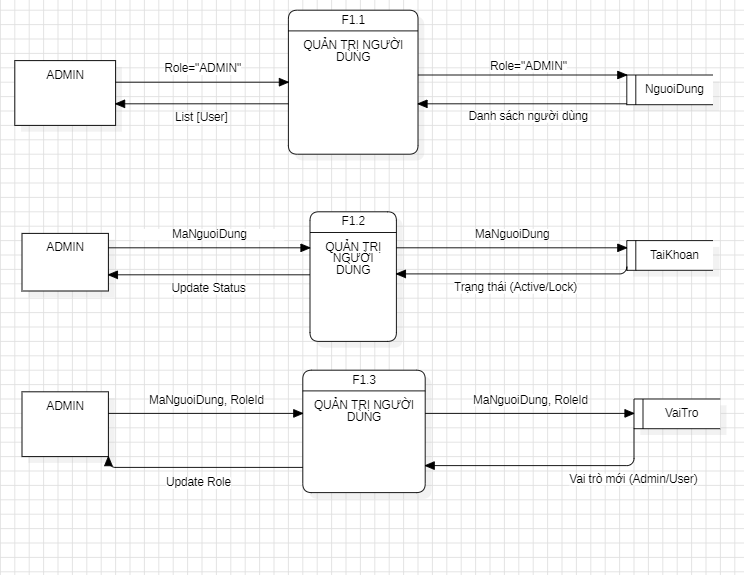 F1.1
QUẢN TRỊ NGƯỜI
DÙNG
ADMIN
Role="ADMIN"
Role="ADMIN"
NguoiDung
List [User]
Danh sách người dùng
F1.2
QUẢN TRỊ
NGƯỜI
DÙNG
ADMIN
MaNguoiDung
MaNguoiDung
TaiKhoan
Update Status
Trạng thái (Active/Lock)
F1.3
QUẢN TRỊ NGƯỜI
DÙNG
ADMIN
MaNguoiDung, RoleId
MaNguoiDung, RoleId
VaiTro
Update Role
Vai trò mới (Admin/User)